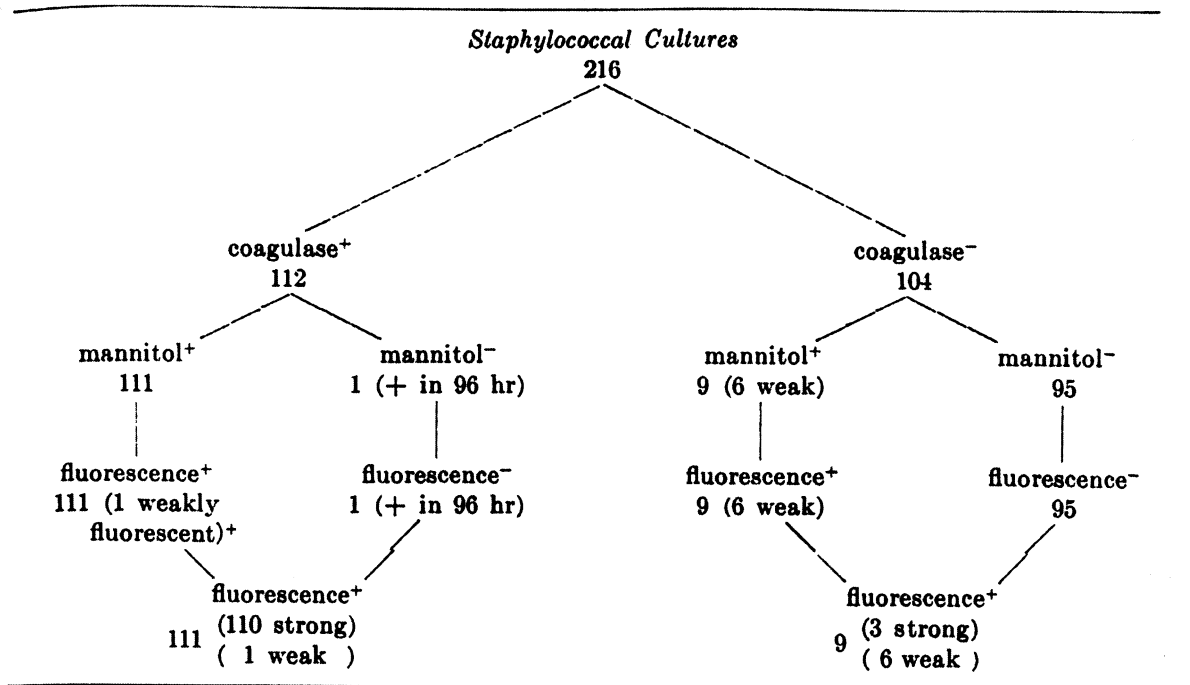 Staphylococcal Cultures
216
coagulase⁺
112
coagulase⁻
104
mannitol⁺
111
mannitol⁻
1 (+ in 96 hr)
mannitol⁺
9 (6 weak)
mannitol⁻
95
fluorescence⁺
111 (1 weakly
fluorescent)⁺
fluorescence⁻
1 (+ in 96 hr)
fluorescence⁺
9 (6 weak)
fluorescence⁻
95
fluorescence⁺
111 (110 strong)
( 1 weak )
fluorescence⁺
9 (3 strong)
( 6 weak )